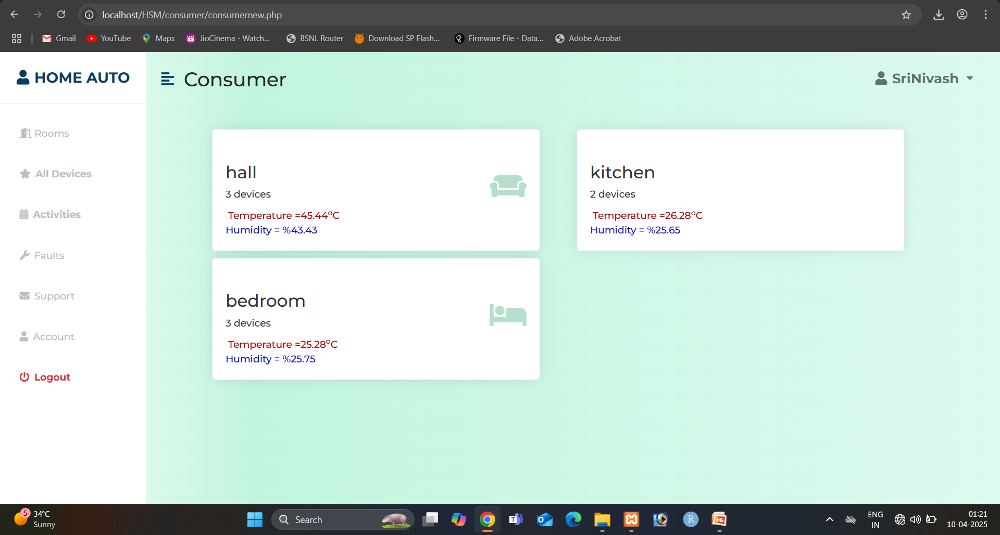 localhost/HSM/consumer/consumernew.php
Gmail
YouTube
Maps
JioCinema - Watch...
BSNL Router
Download SP Flash...
Firmware File - Data...
Adobe Acrobat
HOME AUTO
Consumer
SriNivash
Rooms
All Devices
Activities
Faults
Support
Account
Logout
hall
3 devices
Temperature =45.44°C
Humidity = %43.43
kitchen
2 devices
Temperature =26.28°C
Humidity = %25.65
bedroom
3 devices
Temperature =25.28°C
Humidity = %25.75
5
34°C
Sunny
Search
T
O
R
ENG
IN
01:21
10-04-2025